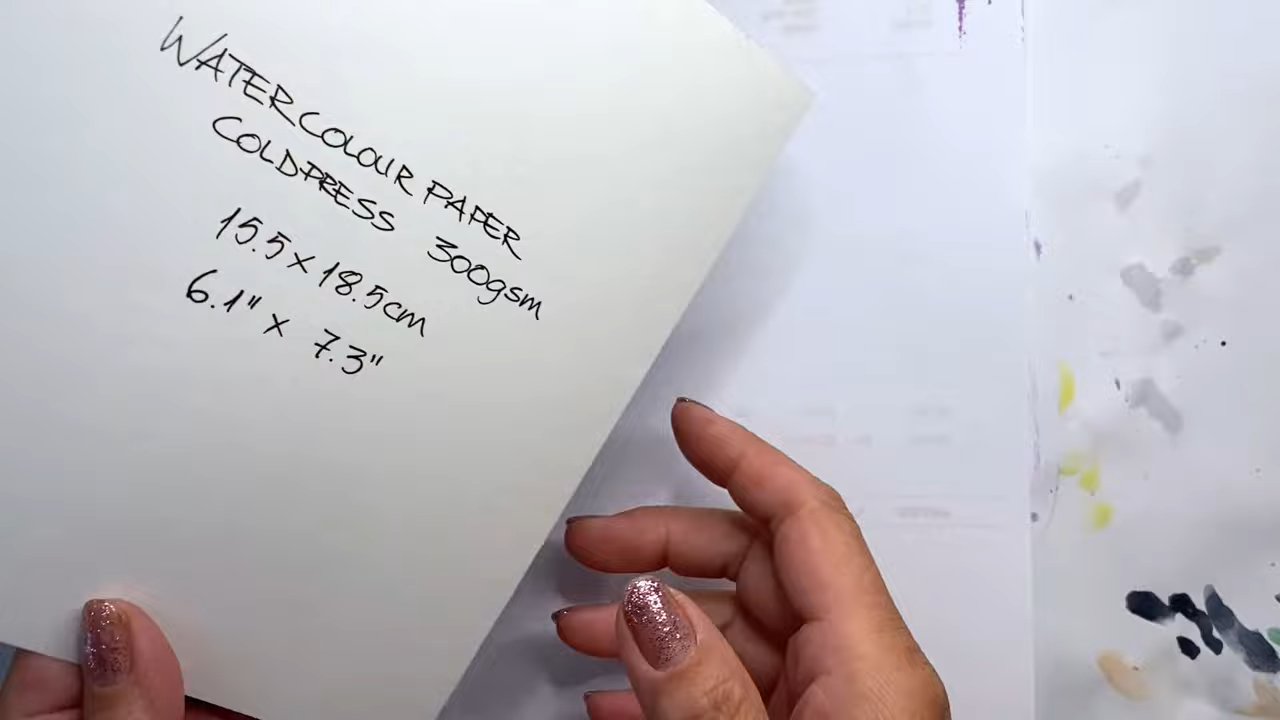 WATERCOLOUR PAPER
COLDPRESS 300gsm
15.5 x 18.5cm
6.1" x 7.3"